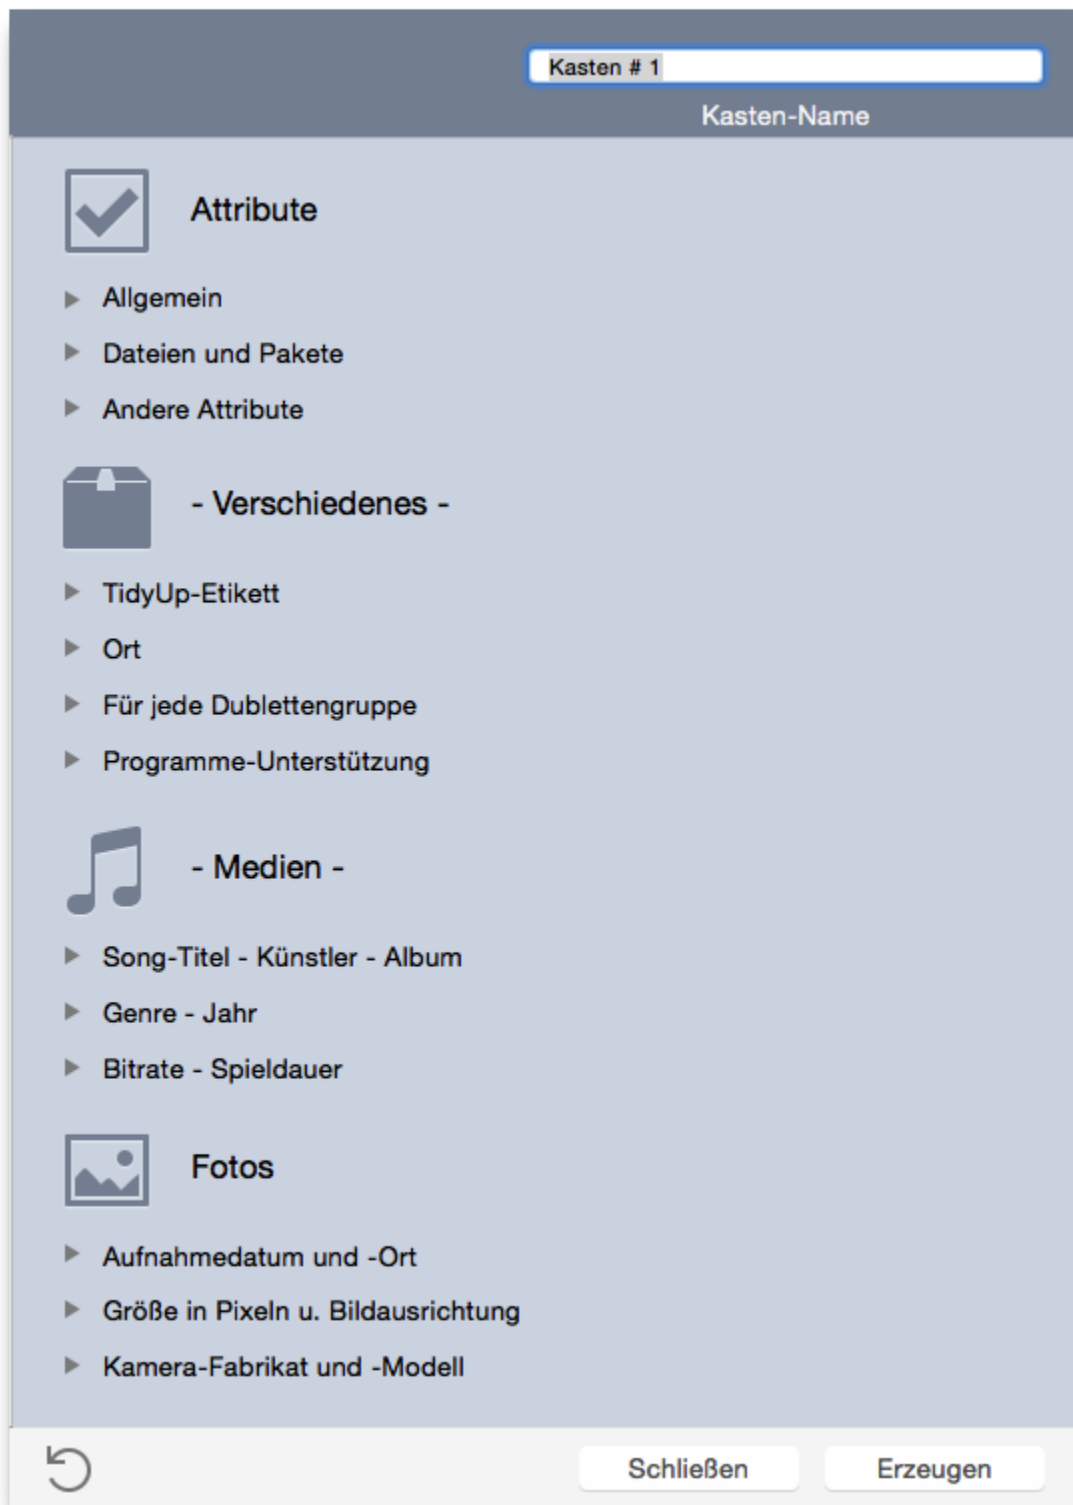 Kasten # 1
Kasten-Name
Attribute
Allgemein
Dateien und Pakete
Andere Attribute
- Verschiedenes -
TidyUp-Etikett
Ort
Für jede Dublettengruppe
Programme-Unterstützung
- Medien -
Song-Titel - Künstler - Album
Genre - Jahr
Bitrate - Spieldauer
Fotos
Aufnahmedatum und -Ort
Größe in Pixeln u. Bildausrichtung
Kamera-Fabrikat und -Modell
Schließen Erzeugen